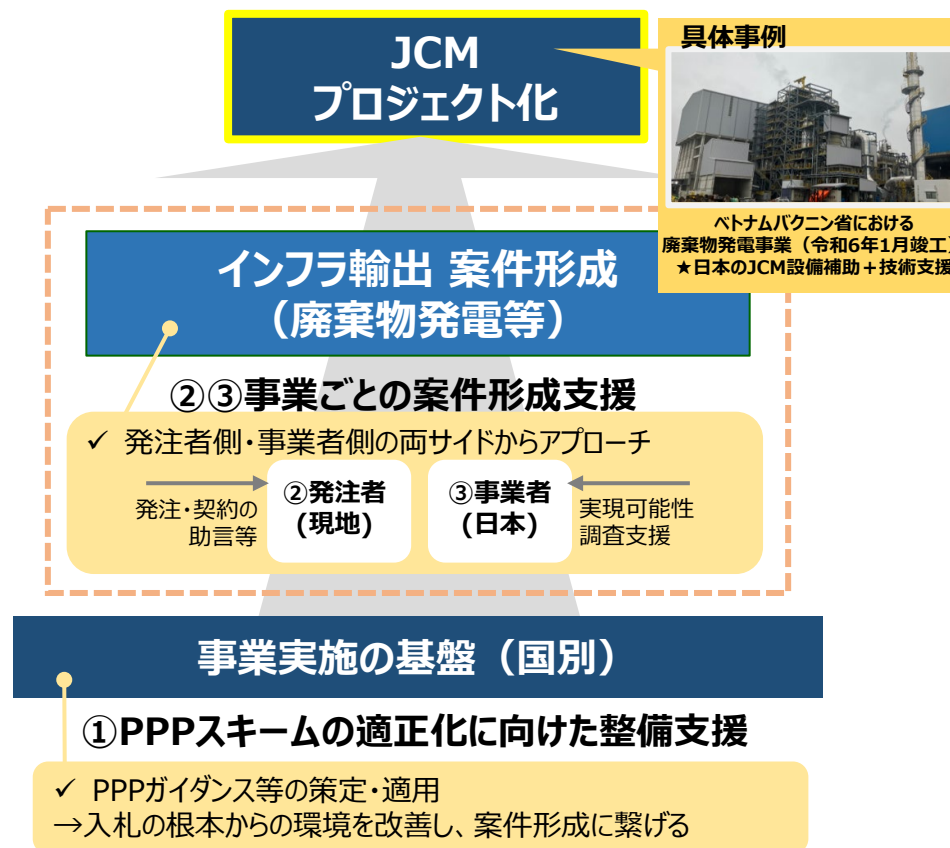 JCM
プロジェクト化
具体事例
ベトナムバクニン省における
廃棄物発電事業（令和6年1月竣工）
★日本のJCM設備補助＋技術支援
インフラ輸出 案件形成
（廃棄物発電等）
②③事業ごとの案件形成支援
✓ 発注者側・事業者側の両サイドからアプローチ
発注・契約の
助言等
②発注者
(現地)
③事業者
(日本)
実現可能性
調査支援
事業実施の基盤（国別）
①PPPスキームの適正化に向けた整備支援
✓ PPPガイダンス等の策定・適用
→入札の根本からの環境を改善し、案件形成に繋げる